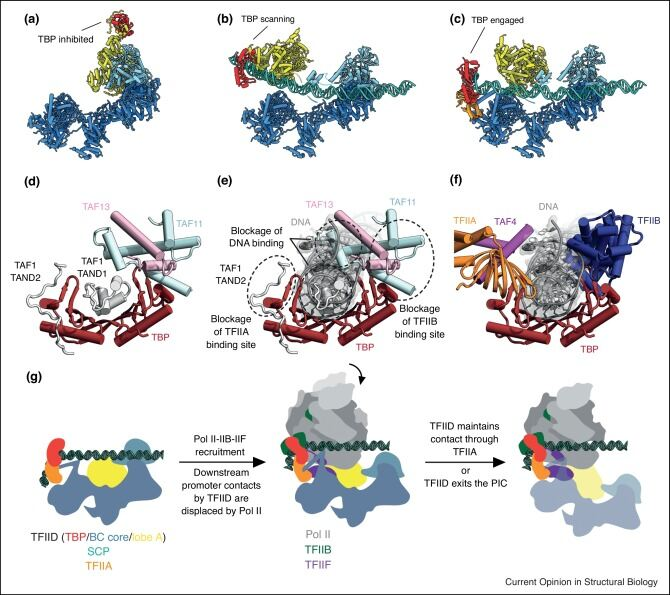 (a)
TBP inhibited
(b)
TBP scanning
(c)
TBP engaged
(d)
TAF13
TAF11
TAF1
TAND2
TAF1
TAND1
TBP
(e)
TAF13
DNA
TAF11
Blockage of
DNA binding
TAF1
TAND2
Blockage
of TFIIA
binding site
Blockage
of TFIIB
binding site
TBP
(f)
DNA
TFIIA
TAF4
TFIIB
TBP
(g)
Pol II-IIB-IIF
recruitment
Downstream
promoter contacts
by TFIID are
displaced by Pol II
TFIID maintains
contact through
TFIIA
or
TFIID exits the PIC
TFIID (TBP/BC core/lobe A)
SCP
TFIIA
Pol II
TFIIB
TFIIF
Current Opinion in Structural Biology